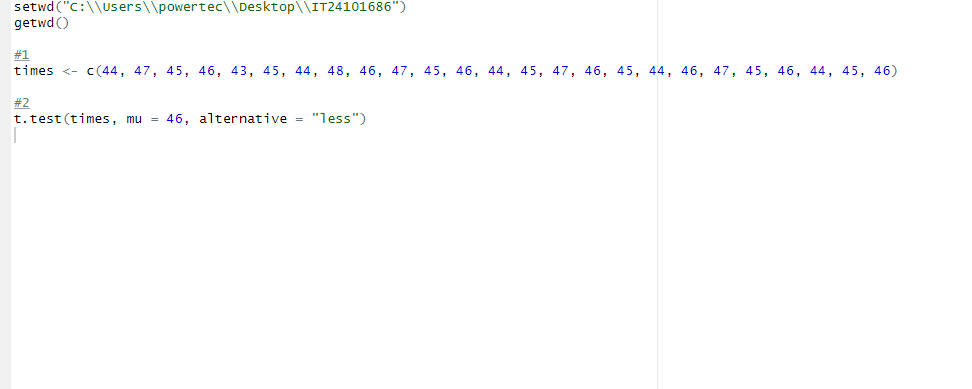 setwd("C:\\Users\\powertec\\Desktop\\IT24101686")
getwd()
#1
times <- c(44, 47, 45, 46, 43, 45, 44, 48, 46, 47, 45, 46, 44, 45, 47, 46, 45, 44, 46, 47, 45, 46, 44, 45, 46)
#2
t.test(times, mu = 46, alternative = "less")